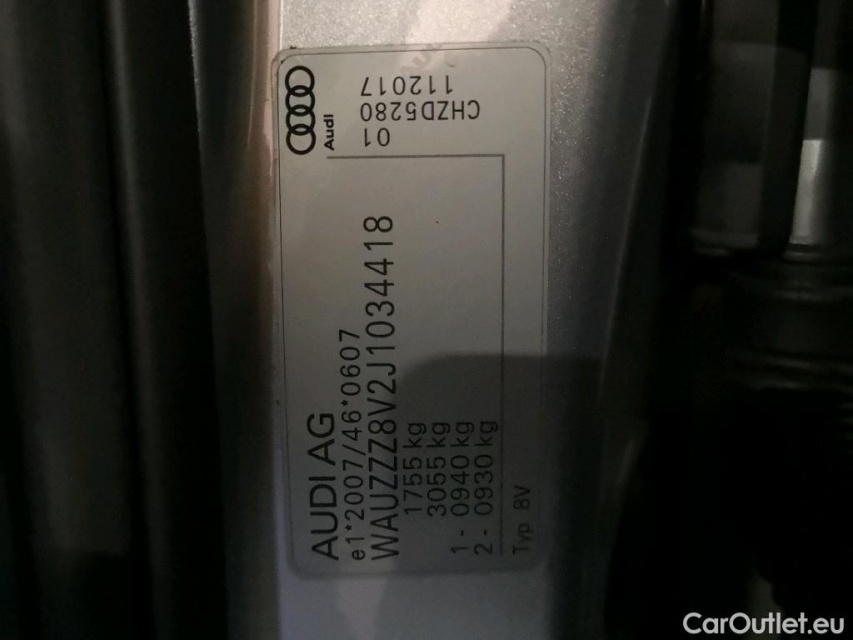 AUDI AG
e1*2007/46*0607
WAUZZZ8V2J1034418
1755 kg
3055 kg
1- 0940 kg
2- 0930 kg
Typ 8V
Audi
01
CHZD5280
112017
CarOutlet.eu